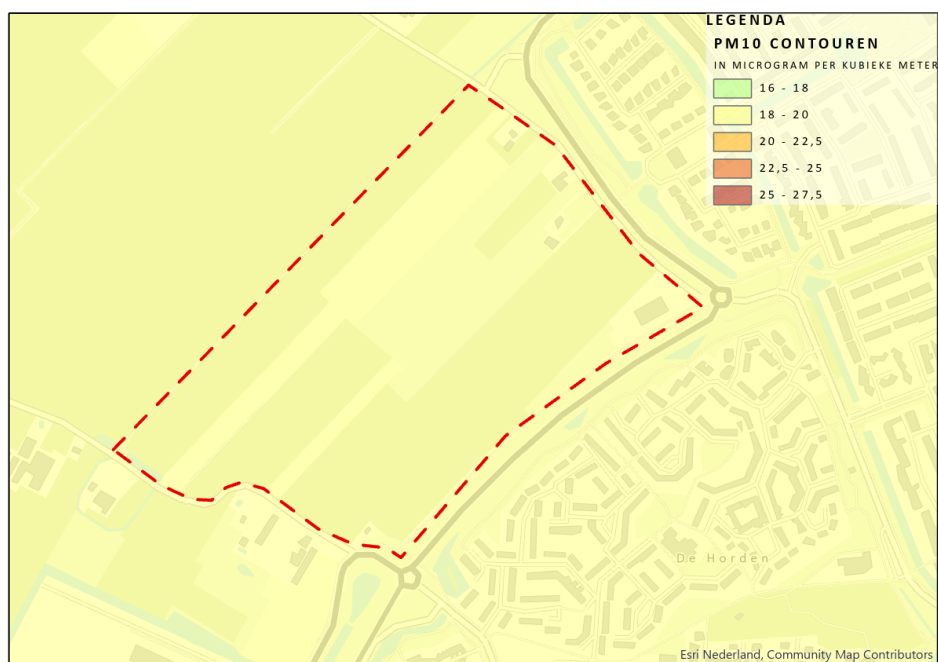 LEGENDA
PM10 CONTOUREN
IN MICROGRAM PER KUBIEKE METER
16 - 18
18 - 20
20 - 22,5
22,5 - 25
25 - 27,5
De Horden
Esri Nederland, Community Map Contributors